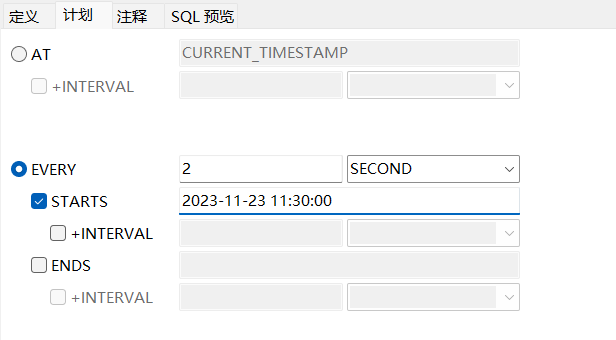 定义 计划 注释 SQL 预览
AT CURRENT_TIMESTAMP
+INTERVAL
EVERY 2 SECOND
STARTS 2023-11-23 11:30:00
+INTERVAL
ENDS
+INTERVAL